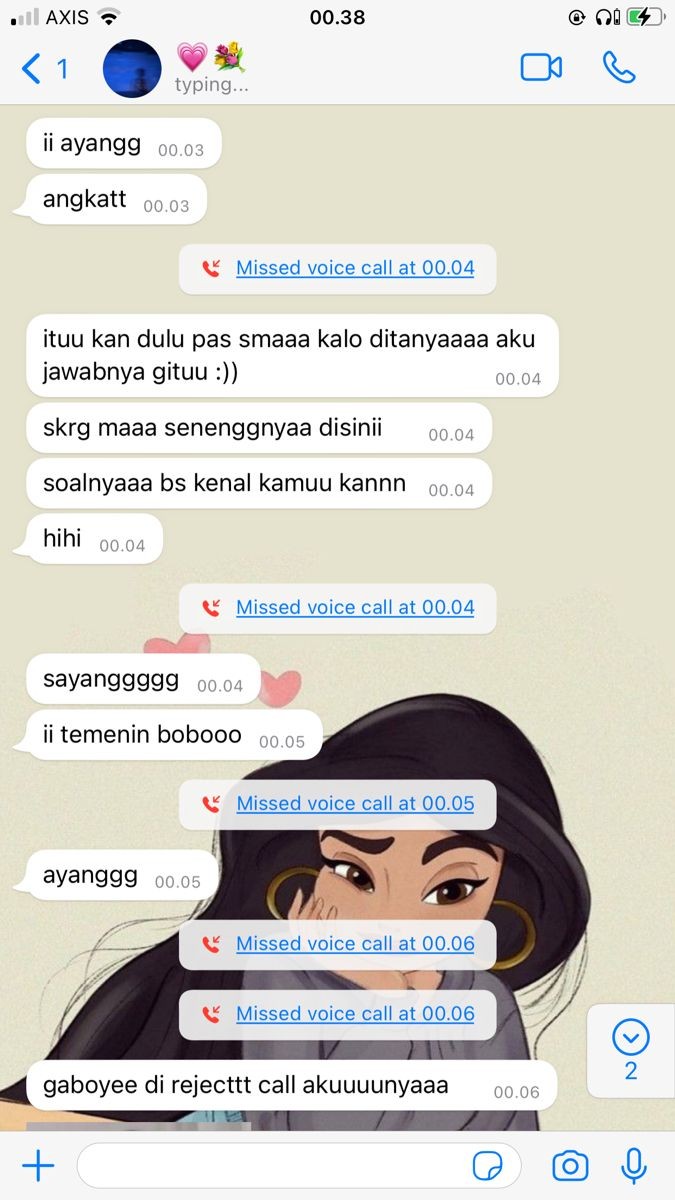 AXIS 00.38
1
💗💐
typing...
ii ayangg 00.03
angkatt 00.03
Missed voice call at 00.04
ituu kan dulu pas smaaa kalo ditanyaaaa aku
jawabnya gituu :)) 00.04
skrg maaa senenggnyaa disinii 00.04
soalnyaaa bs kenal kamuu kannn 00.04
hihi 00.04
Missed voice call at 00.04
sayanggggg 00.04
ii temenin bobooo 00.05
Missed voice call at 00.05
ayanggg 00.05
Missed voice call at 00.06
Missed voice call at 00.06
2
gaboyee di rejecttt call akuuuunyaaa 00.06